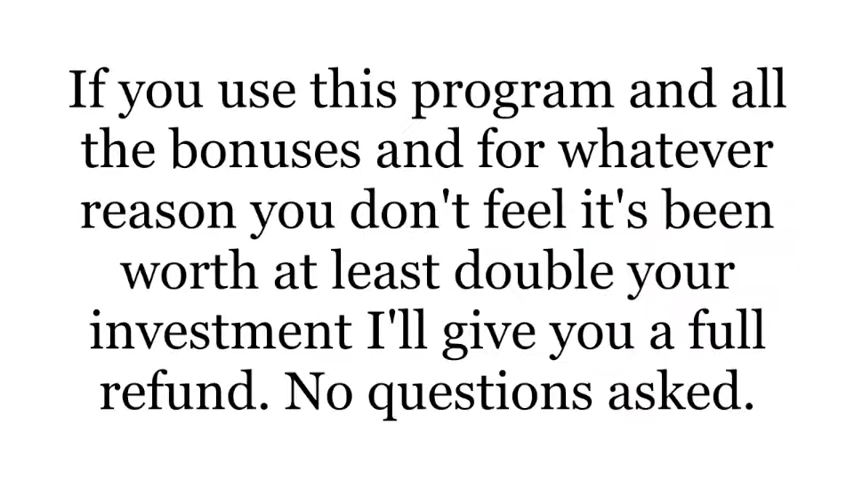 If you use this program and all
the bonuses and for whatever
reason you don't feel it's been
worth at least double your
investment I'll give you a full
refund. No questions asked.